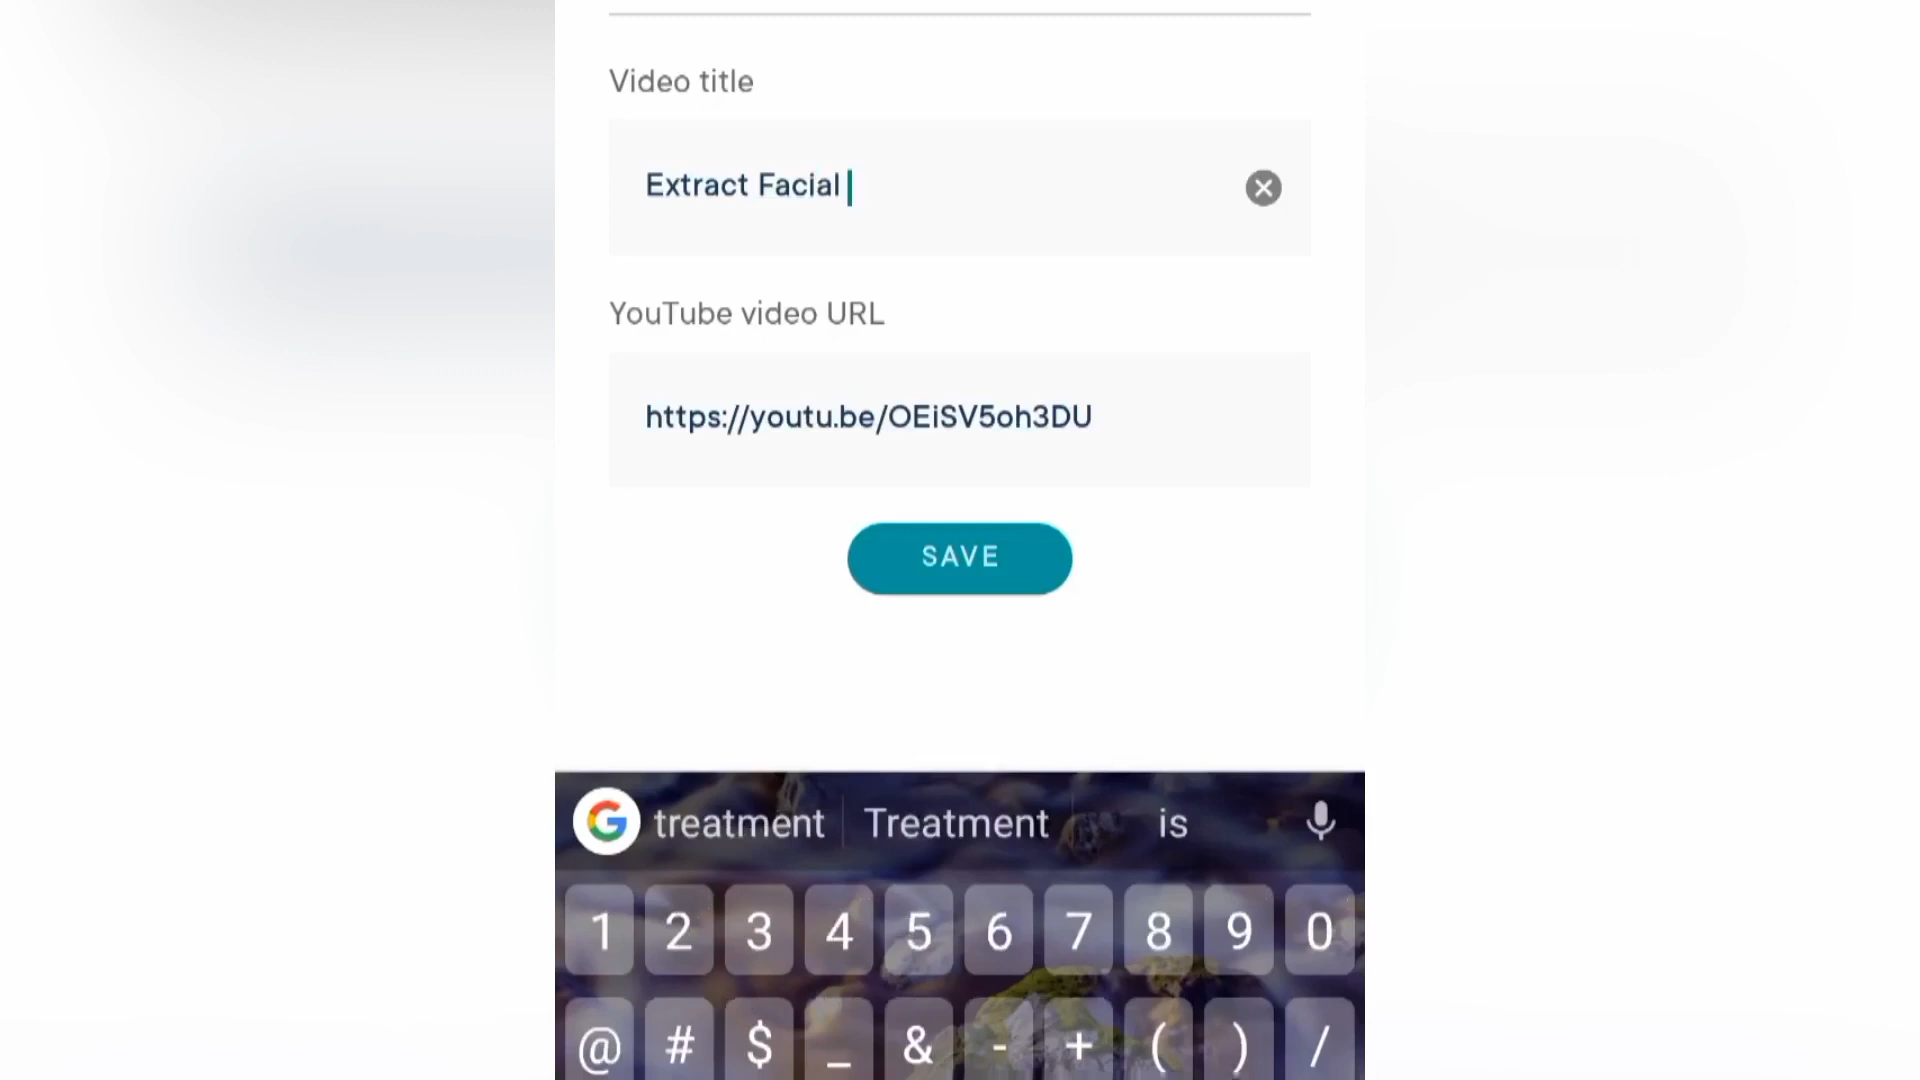 Video title
Extract Facial
YouTube video URL
https://youtu.be/OEiSV5oh3DU
SAVE
treatment Treatment is
1 2 3 4 5 6 7 8 9 0
@ # $ _ & - + ( ) /